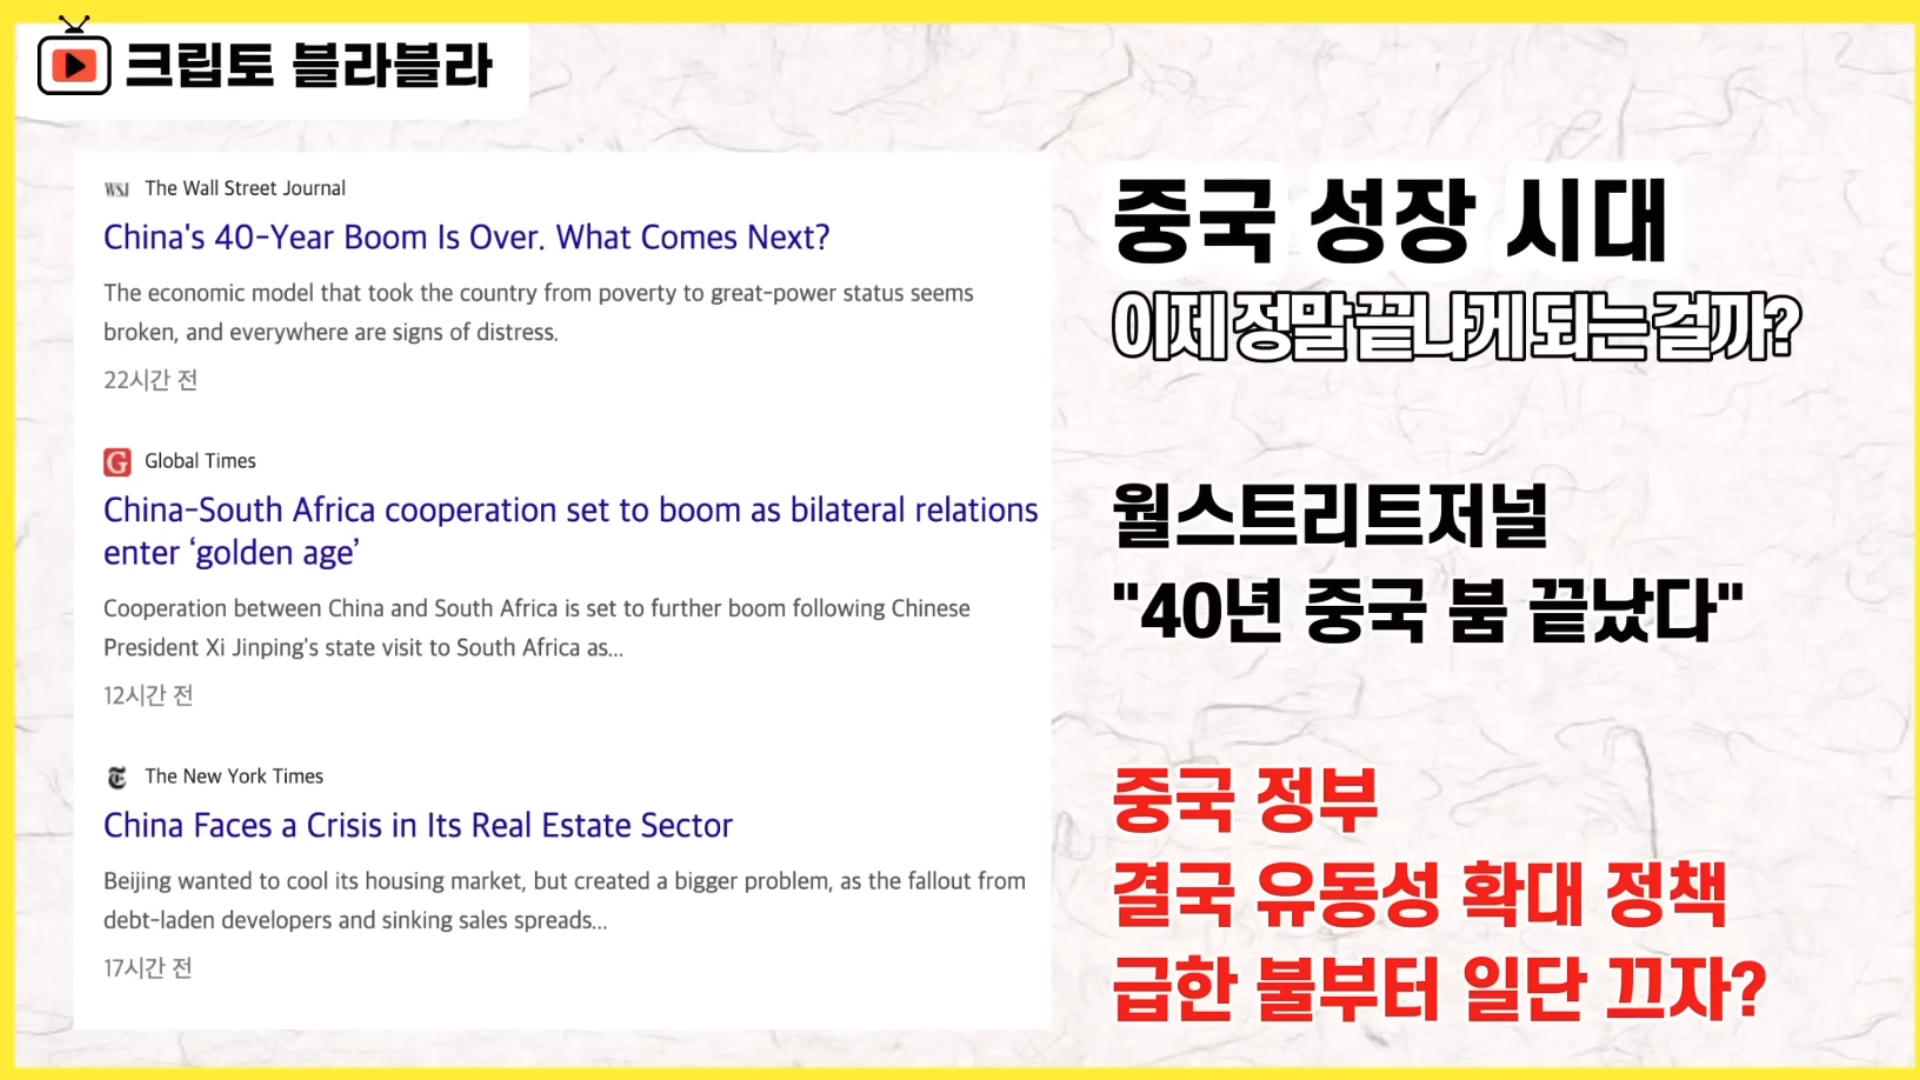 크립토 블라블라
WSJ The Wall Street Journal
China's 40-Year Boom Is Over. What Comes Next?
The economic model that took the country from poverty to great-power status seems
broken, and everywhere are signs of distress.
22시간 전
G Global Times
China-South Africa cooperation set to boom as bilateral relations
enter ‘golden age’
Cooperation between China and South Africa is set to further boom following Chinese
President Xi Jinping's state visit to South Africa as...
12시간 전
The New York Times
China Faces a Crisis in Its Real Estate Sector
Beijing wanted to cool its housing market, but created a bigger problem, as the fallout from
debt-laden developers and sinking sales spreads...
17시간 전
중국 성장 시대
이제 정말 끝나게 되는 걸까?
월스트리트저널
"40년 중국 붐 끝났다"
중국 정부
결국 유동성 확대 정책
급한 불부터 일단 끄자?